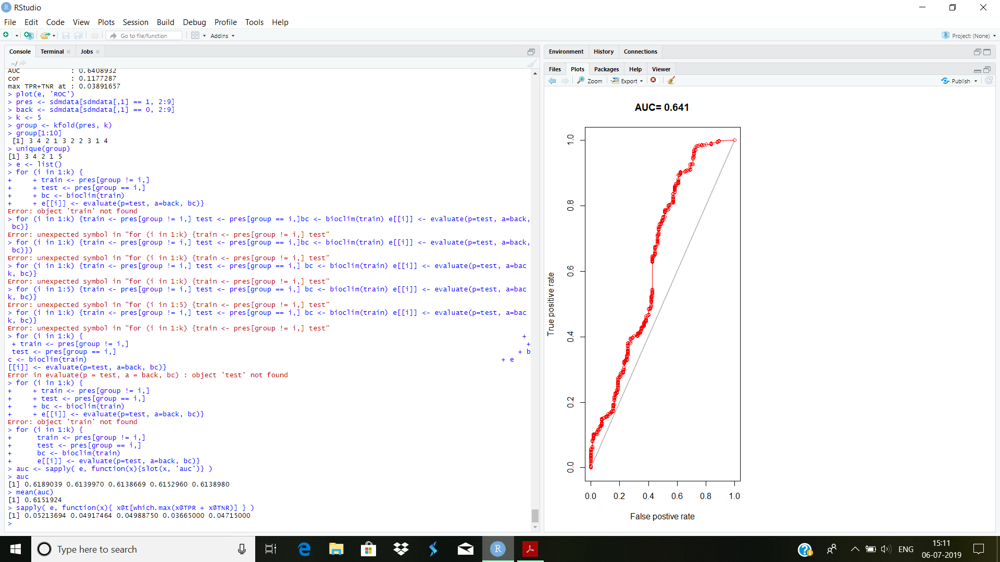 RStudio
File Edit Code View Plots Session Build Debug Profile Tools Help
Go to file/function Addins Project: (None)
Console Terminal Jobs
~/
AUC : 0.6408932
cor : 0.1177287
max TPR+TNR at : 0.03891657
> plot(e, 'ROC')
> pres <- sdmdata[sdmdata[,1] == 1, 2:9]
> back <- sdmdata[sdmdata[,1] == 0, 2:9]
> k <- 5
> group <- kfold(pres, k)
> group[1:10]
[1] 3 4 2 1 3 2 2 3 1 4
> unique(group)
[1] 3 4 2 1 5
> e <- list()
> for (i in 1:k) {
+ + train <- pres[group != i,]
+ + test <- pres[group == i,]
+ + bc <- bioclim(train)
+ + e[[i]] <- evaluate(p=test, a=back, bc)}
Error: object 'train' not found
> for (i in 1:k) {train <- pres[group != i,] test <- pres[group == i,]bc <- bioclim(train) e[[i]] <- evaluate(p=test, a=back,
bc)}
Error: unexpected symbol in "for (i in 1:k) {train <- pres[group != i,] test"
> for (i in 1:k) {train <- pres[group != i,] test <- pres[group == i,]bc <- bioclim(train) e[[i]] <- evaluate(p=test, a=back,
bc)})
Error: unexpected symbol in "for (i in 1:k) {train <- pres[group != i,] test"
> for (i in 1:k) {train <- pres[group != i,] test <- pres[group == i,] bc <- bioclim(train) e[[i]] <- evaluate(p=test, a=bac
k, bc)}
Error: unexpected symbol in "for (i in 1:k) {train <- pres[group != i,] test"
> for (i in 1:5) {train <- pres[group != i,] test <- pres[group == i,] bc <- bioclim(train) e[[i]] <- evaluate(p=test, a=bac
k, bc)}
Error: unexpected symbol in "for (i in 1:5) {train <- pres[group != i,] test"
> for (i in 1:k) {train <- pres[group != i,] test <- pres[group == i,] bc <- bioclim(train) e[[i]] <- evaluate(p=test, a=bac
k, bc)}
Error: unexpected symbol in "for (i in 1:k) {train <- pres[group != i,] test"
> for (i in 1:k) { +
+ train <- pres[group != i,] +
test <- pres[group == i,] + b
c <- bioclim(train) + e
[[i]] <- evaluate(p=test, a=back, bc)}
Error in evaluate(p = test, a = back, bc) : object 'test' not found
> for (i in 1:k) {
+ + train <- pres[group != i,]
+ + test <- pres[group == i,]
+ + bc <- bioclim(train)
+ + e[[i]] <- evaluate(p=test, a=back, bc)}
Error: object 'train' not found
> for (i in 1:k) {
+ train <- pres[group != i,]
+ test <- pres[group == i,]
+ bc <- bioclim(train)
+ e[[i]] <- evaluate(p=test, a=back, bc)}
> auc <- sapply( e, function(x){slot(x, 'auc')} )
> auc
[1] 0.6189039 0.6139970 0.6138669 0.6152960 0.6138980
> mean(auc)
[1] 0.6151924
> sapply( e, function(x){ x@t[which.max(x@TPR + x@TNR)] } )
[1] 0.05213694 0.04917464 0.04988750 0.03665000 0.04715000
>
Environment History Connections
Files Plots Packages Help Viewer
Zoom Export Publish
AUC= 0.641
True positive rate
1.0
0.8
0.6
0.4
0.2
0.0
0.0 0.2 0.4 0.6 0.8 1.0
False postive rate
Type here to search
ENG
15:11
06-07-2019